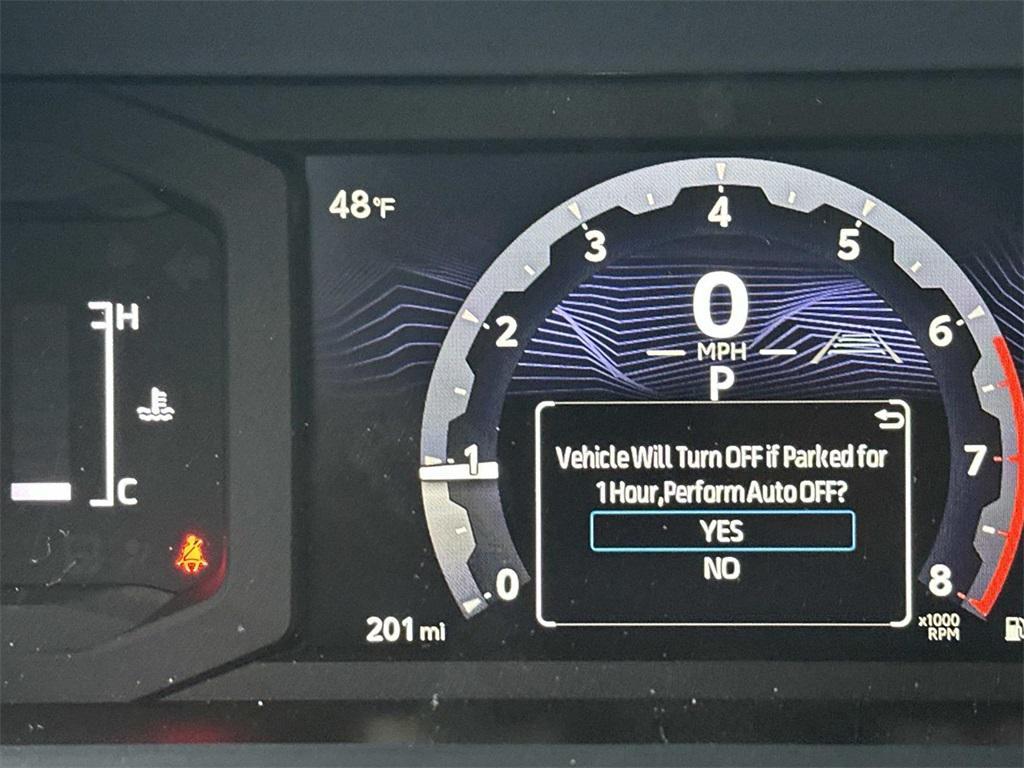 48°F
H
C
0
1
2
3
4
5
6
7
8
0
MPH
P
Vehicle Will Turn OFF if Parked for
1 Hour,Perform Auto OFF?
YES
NO
201 mi
x1000
RPM